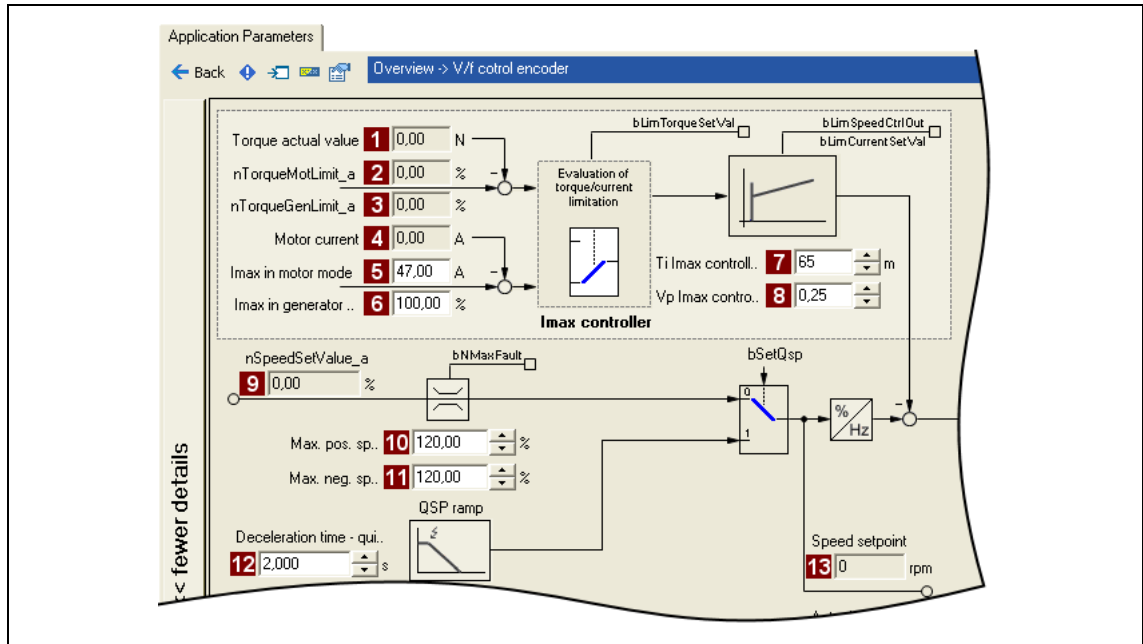 Application Parameters
Back
Overview -> V/f cotrol encoder
bLimTorqueSetVal
bLimSpeedCtrlOut
bLimCurrentSetVal
Torque actual value 1 0,00 N
nTorqueMotLimit_a 2 0,00 %
nTorqueGenLimit_a 3 0,00 %
Motor current 4 0,00 A
Imax in motor mode 5 47,00 A
Imax in generator .. 6 100,00 %
Evaluation of
torque/current
limitation
Imax controller
Ti Imax controll.. 7 65 m
Vp Imax contro.. 8 0,25
nSpeedSetValue_a
9 0,00 %
bNMaxFault
bSetQsp
0
1
%
Hz
Max. pos. sp.. 10 120,00 %
Max. neg. sp.. 11 120,00 %
QSP ramp
Deceleration time - qui..
12 2,000 s
Speed setpoint
13 0 rpm
<< fewer details